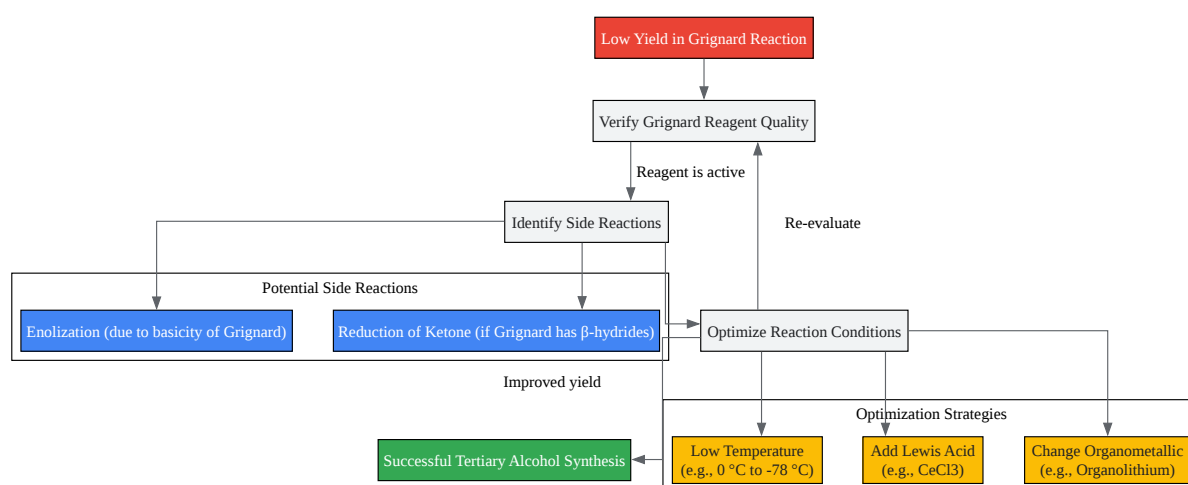 Low Yield in Grignard Reaction
Verify Grignard Reagent Quality
Reagent is active
Identify Side Reactions
Re-evaluate
Potential Side Reactions
Enolization (due to basicity of Grignard)
Reduction of Ketone (if Grignard has β-hydrides)
Optimize Reaction Conditions
Improved yield
Optimization Strategies
Successful Tertiary Alcohol Synthesis
Low Temperature
(e.g., 0 °C to -78 °C)
Add Lewis Acid
(e.g., CeCl3)
Change Organometallic
(e.g., Organolithium)